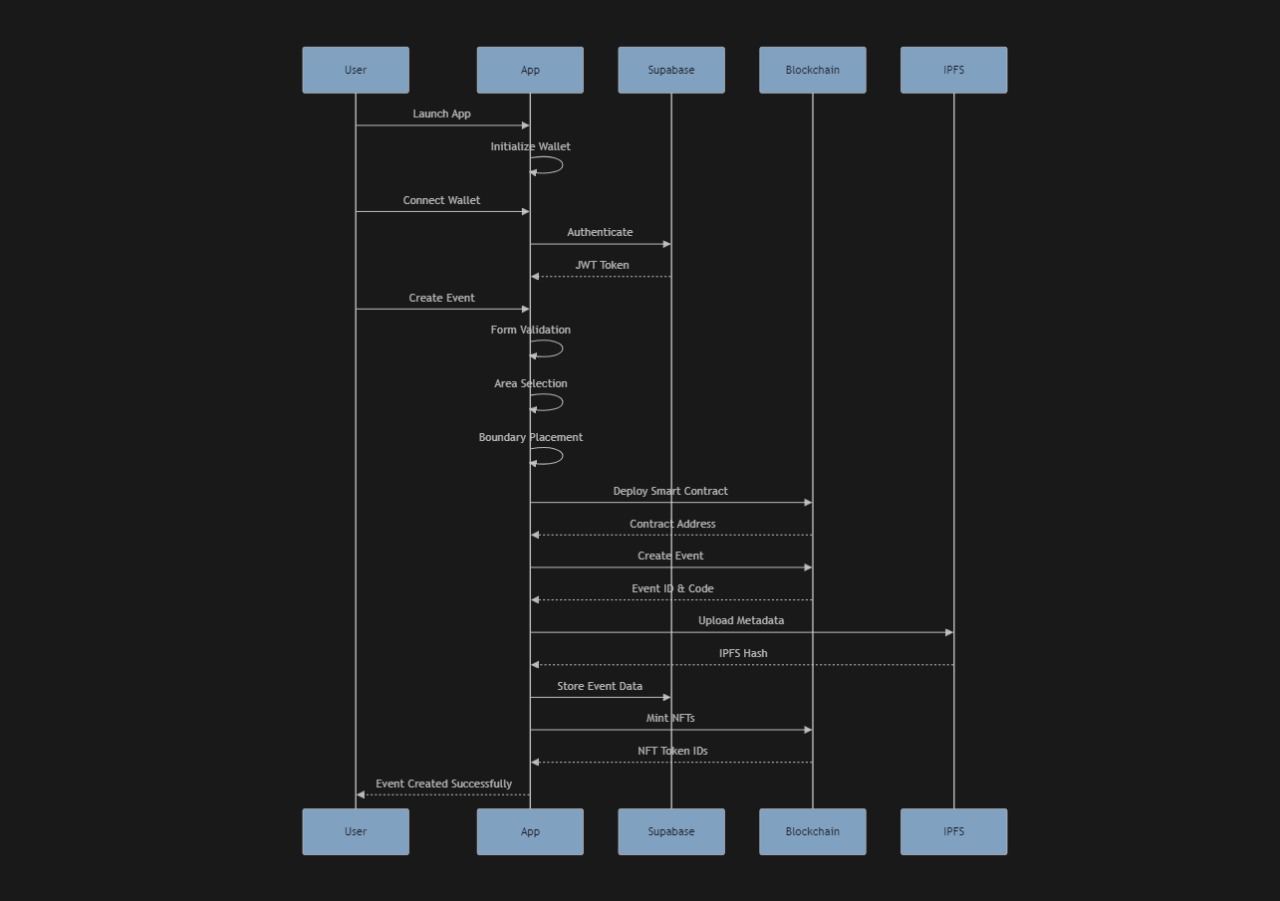 User App Supabase Blockchain IPFS
Launch App
Initialize Wallet
Connect Wallet
Authenticate
JWT Token
Create Event
Form Validation
Area Selection
Boundary Placement
Deploy Smart Contract
Contract Address
Create Event
Event ID & Code
Upload Metadata
IPFS Hash
Store Event Data
Mint NFTs
NFT Token IDs
Event Created Successfully
User App Supabase Blockchain IPFS